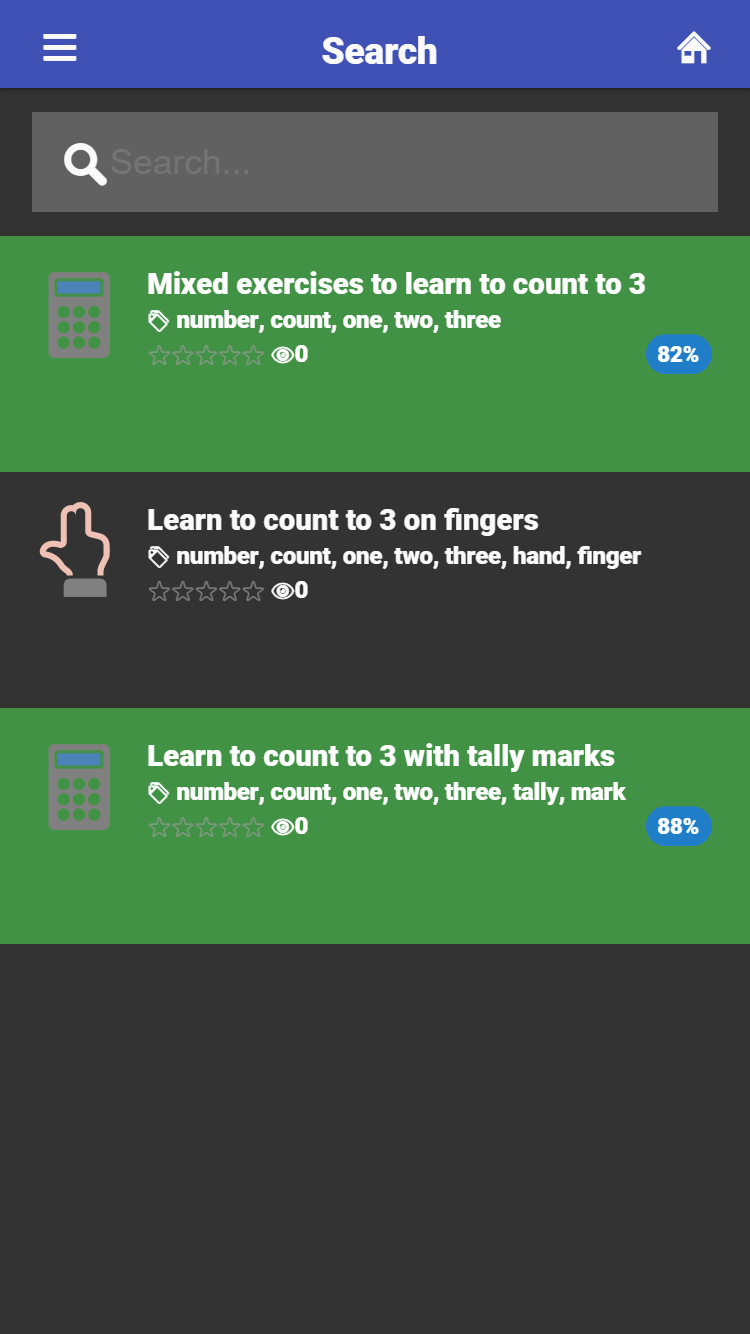 Search
Search...
Mixed exercises to learn to count to 3
number, count, one, two, three
0
82%
Learn to count to 3 on fingers
number, count, one, two, three, hand, finger
0
Learn to count to 3 with tally marks
number, count, one, two, three, tally, mark
0
88%